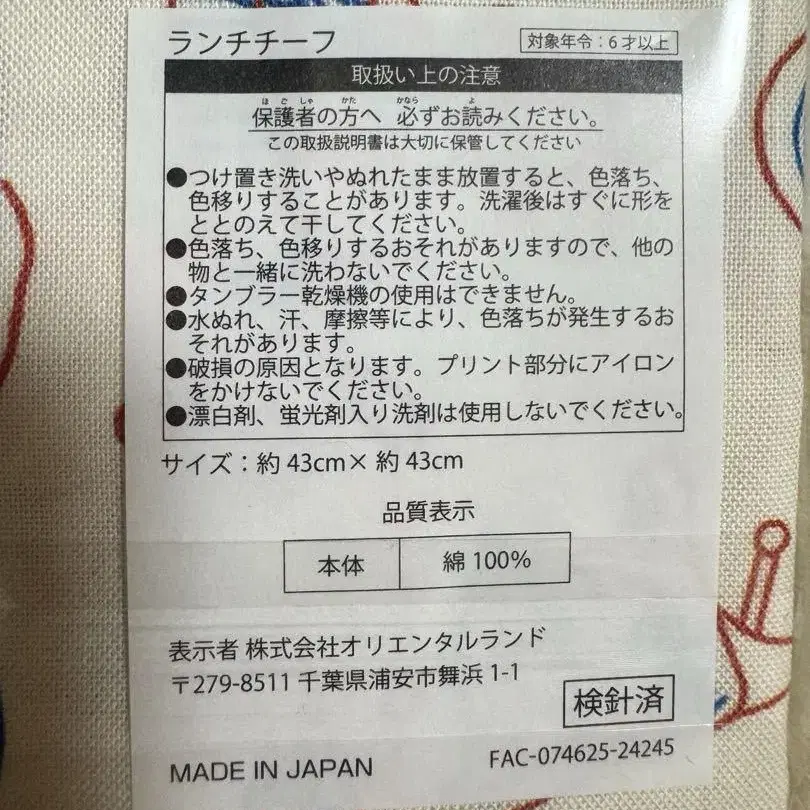 ランチチーフ
対象年令：6才以上
取扱い上の注意
保護者の方へ 必ずお読みください。
この取扱説明書は大切に保管してください
●つけ置き洗いやぬれたまま放置すると、色落ち、
色移りすることがあります。洗濯後はすぐに形を
ととのえて干してください。
●色落ち、色移りするおそれがありますので、他の
物と一緒に洗わないでください。
●タンブラー乾燥機の使用はできません。
●水ぬれ、汗、摩擦等により、色落ちが発生するお
それがあります。
●破損の原因となります。プリント部分にアイロン
をかけないでください。
●漂白剤、蛍光剤入り洗剤は使用しないでください。
サイズ：約 43cm× 約 43cm
品質表示
本体 綿 100%
表示者 株式会社オリエンタルランド
〒279-8511 千葉県浦安市舞浜 1-1
検針済
MADE IN JAPAN
FAC-074625-24245